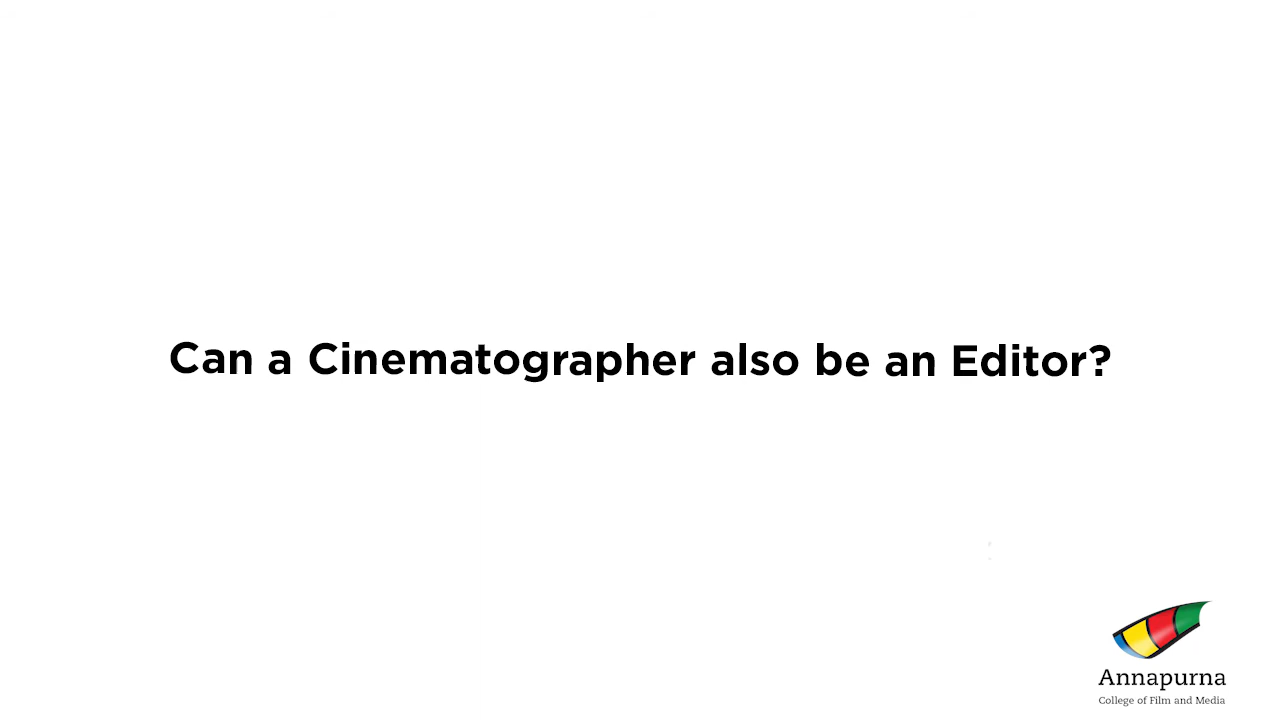 Can a Cinematographer also be an Editor?
Annapurna
College of Film and Media